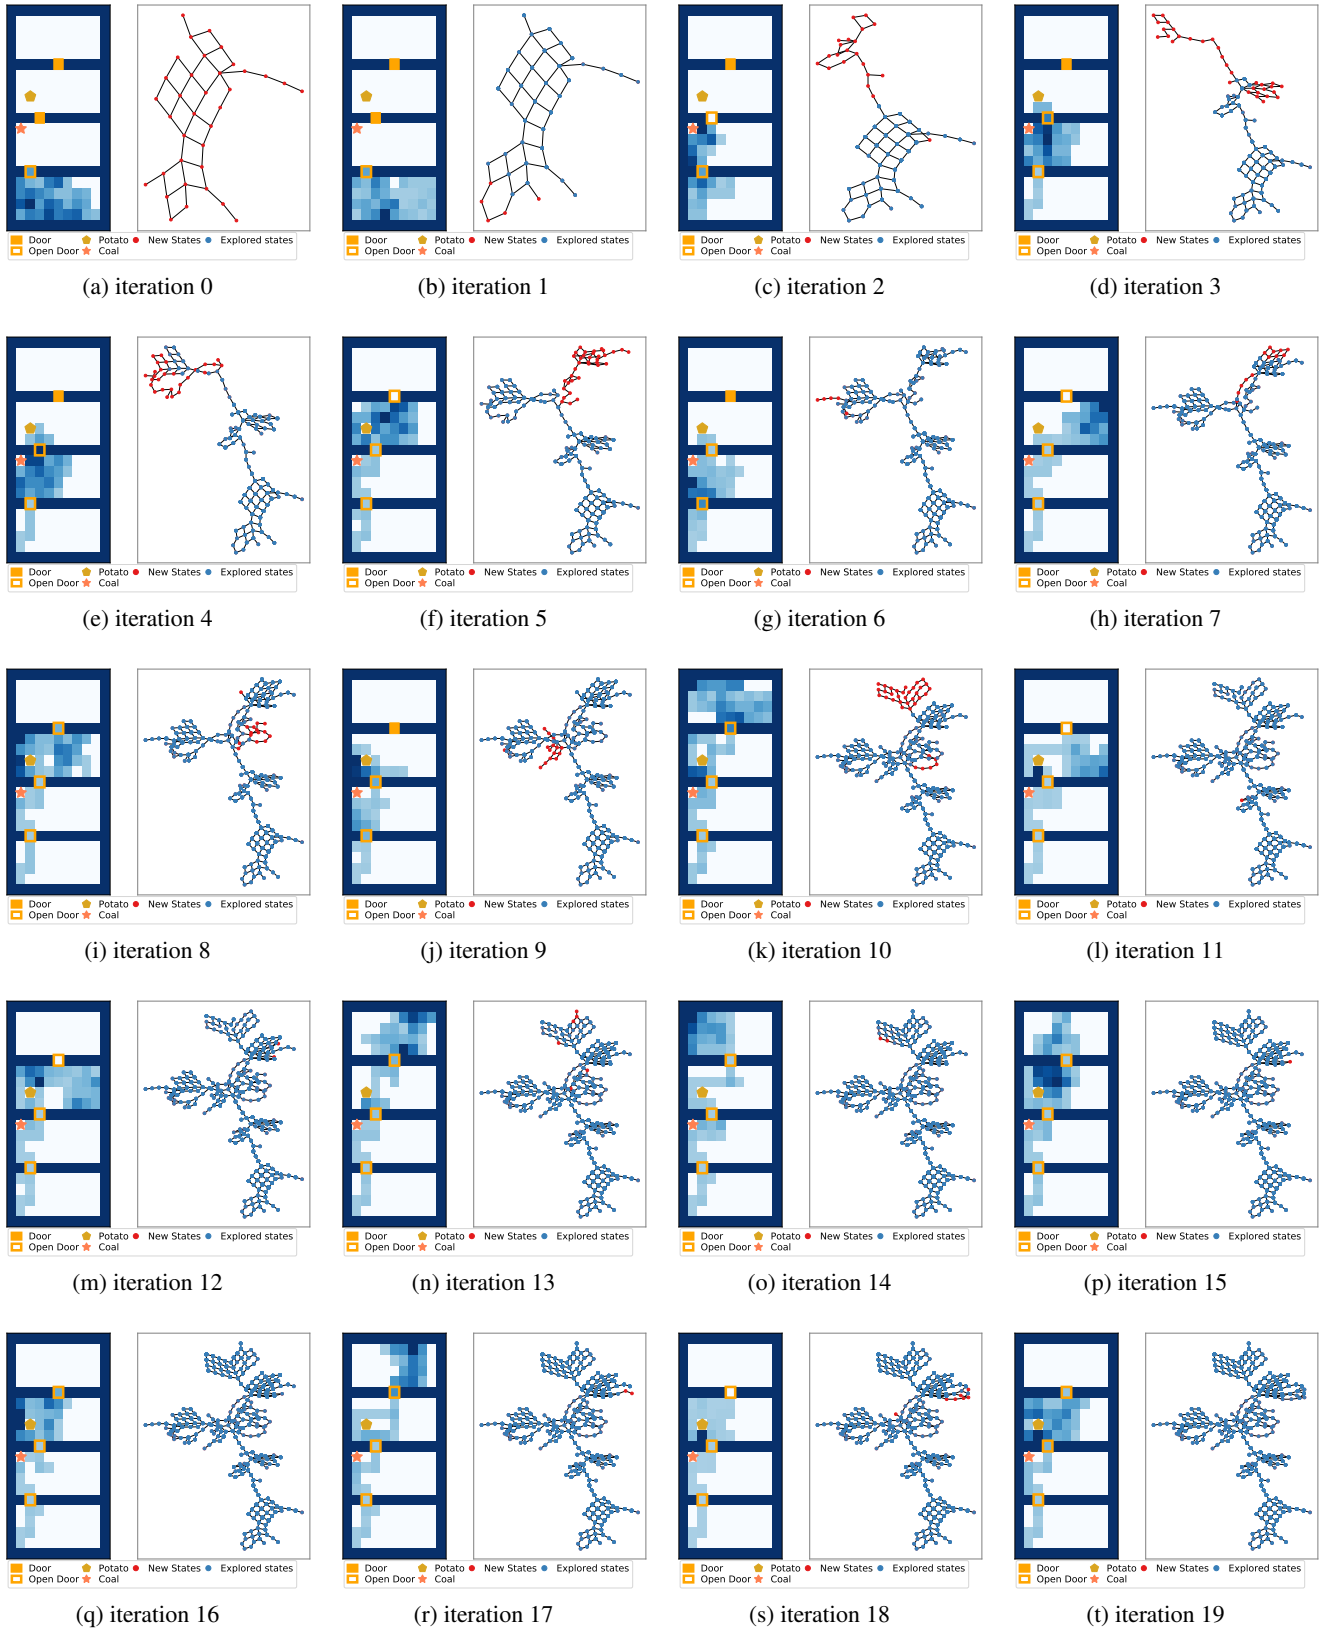 Door Potato New States Explored states
Open Door Coal
Door Potato New States Explored states
Open Door Coal
Door Potato New States Explored states
Open Door Coal
Door Potato New States Explored states
Open Door Coal
(a) iteration 0
(b) iteration 1
(c) iteration 2
(d) iteration 3
Door Potato New States Explored states
Open Door Coal
Door Potato New States Explored states
Open Door Coal
Door Potato New States Explored states
Open Door Coal
Door Potato New States Explored states
Open Door Coal
(e) iteration 4
(f) iteration 5
(g) iteration 6
(h) iteration 7
Door Potato New States Explored states
Open Door Coal
Door Potato New States Explored states
Open Door Coal
Door Potato New States Explored states
Open Door Coal
Door Potato New States Explored states
Open Door Coal
(i) iteration 8
(j) iteration 9
(k) iteration 10
(l) iteration 11
Door Potato New States Explored states
Open Door Coal
Door Potato New States Explored states
Open Door Coal
Door Potato New States Explored states
Open Door Coal
Door Potato New States Explored states
Open Door Coal
(m) iteration 12
(n) iteration 13
(o) iteration 14
(p) iteration 15
Door Potato New States Explored states
Open Door Coal
Door Potato New States Explored states
Open Door Coal
Door Potato New States Explored states
Open Door Coal
Door Potato New States Explored states
Open Door Coal
(q) iteration 16
(r) iteration 17
(s) iteration 18
(t) iteration 19